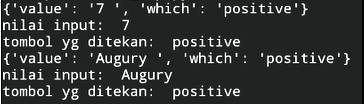 {'value': '7 ', 'which': 'positive'}
nilai input:  7
tombol yg ditekan:  positive
{'value': 'Augury ', 'which': 'positive'}
nilai input:  Augury
tombol yg ditekan:  positive